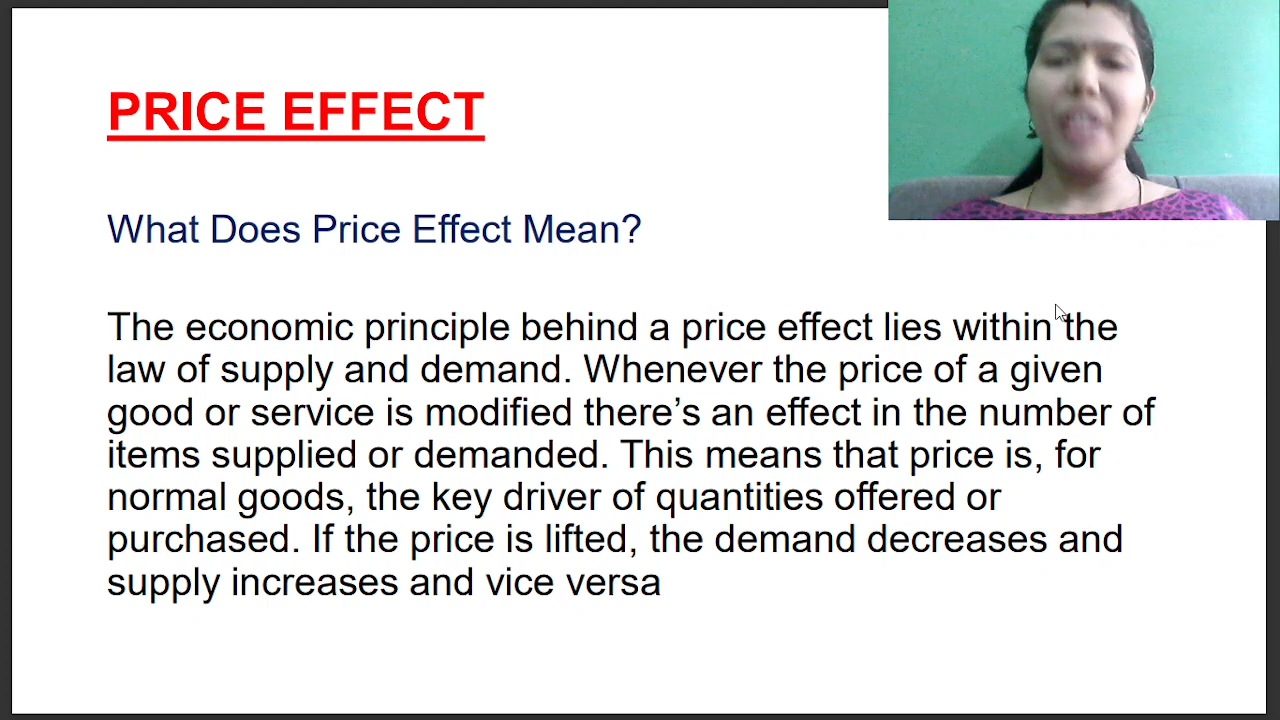 PRICE EFFECT
What Does Price Effect Mean?
The economic principle behind a price effect lies within the
law of supply and demand. Whenever the price of a given
good or service is modified there’s an effect in the number of
items supplied or demanded. This means that price is, for
normal goods, the key driver of quantities offered or
purchased. If the price is lifted, the demand decreases and
supply increases and vice versa